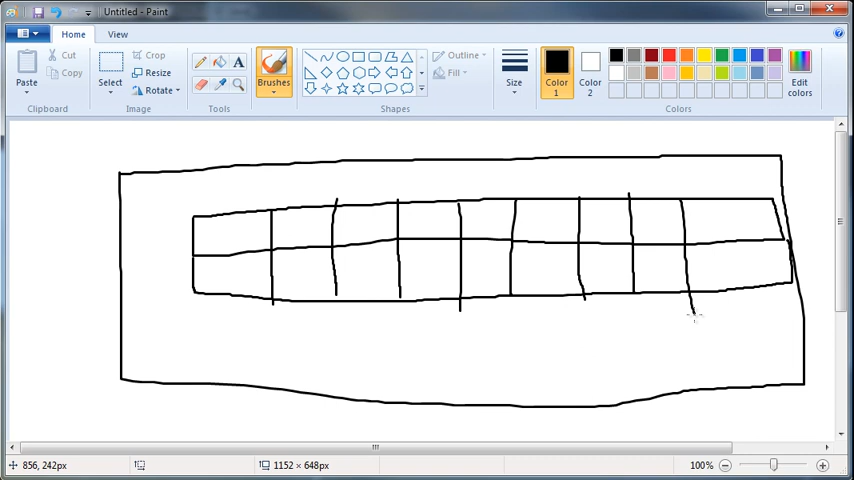 Untitled - Paint
Home View
Paste
Cut
Copy
Clipboard
Select
Crop
Resize
Rotate
Image
A
Tools
Brushes
Shapes
Outline
Fill
Size
Color 1
Color 2
Edit colors
Colors
856, 242px
1152 × 648px
100%